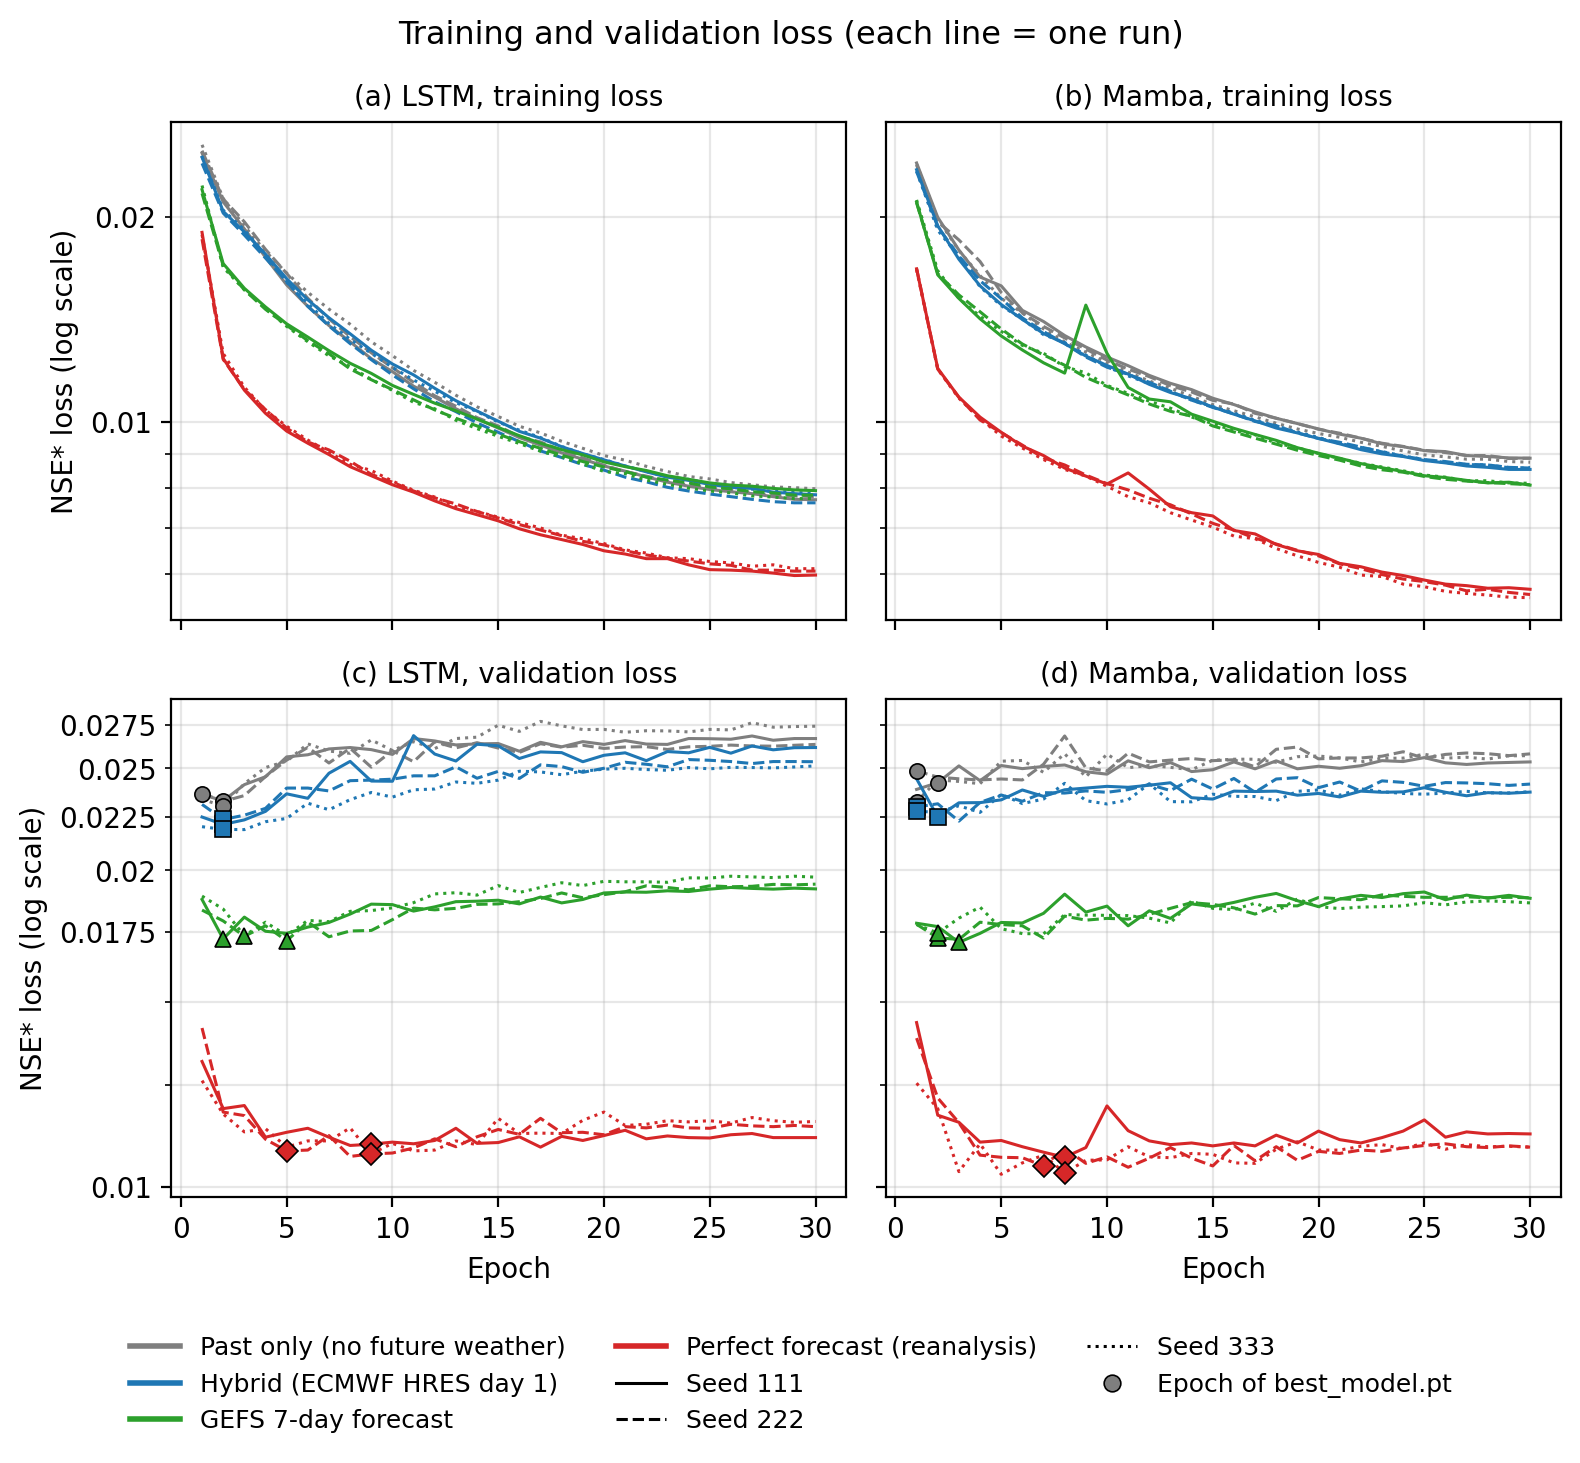 Training and validation loss (each line = one run)
(a) LSTM, training loss
(b) Mamba, training loss
NSE* loss (log scale)
0.02
0.01
(c) LSTM, validation loss
(d) Mamba, validation loss
NSE* loss (log scale)
0.0275
0.025
0.0225
0.02
0.0175
0.01
0 5 10 15 20 25 30
0 5 10 15 20 25 30
Epoch
Epoch
Past only (no future weather)
Hybrid (ECMWF HRES day 1)
GEFS 7-day forecast
Perfect forecast (reanalysis)
Seed 111
Seed 222
Seed 333
Epoch of best_model.pt